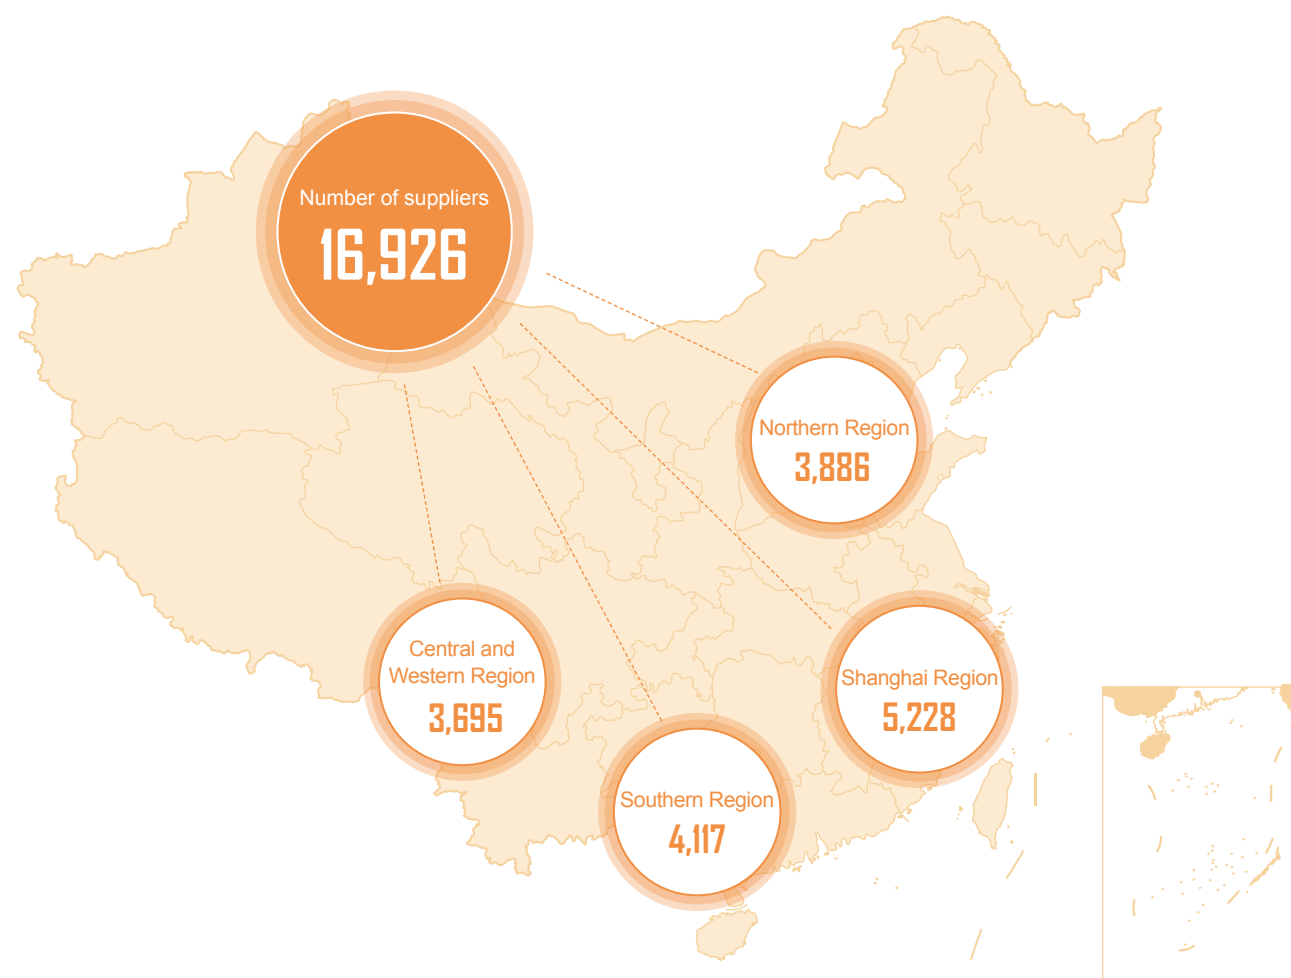 Number of suppliers
16,926
Northern Region
3,886
Central and
Western Region
3,695
Shanghai Region
5,228
Southern Region
4,117